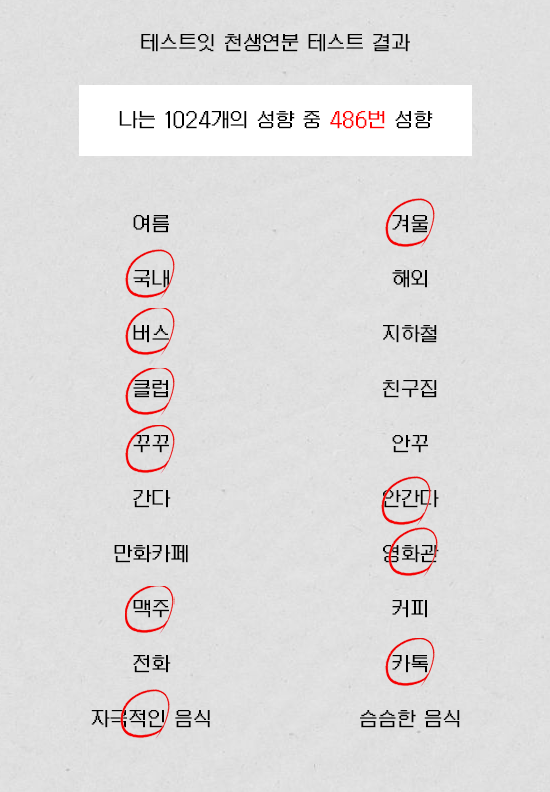 테스트잇 천생연분 테스트 결과
나는 1024개의 성향 중 486번 성향
여름 겨울
국내 해외
버스 지하철
클럽 친구집
꾸꾸 안꾸
간다 안간다
만화카페 영화관
맥주 커피
전화 카톡
자극적인 음식 슴슴한 음식